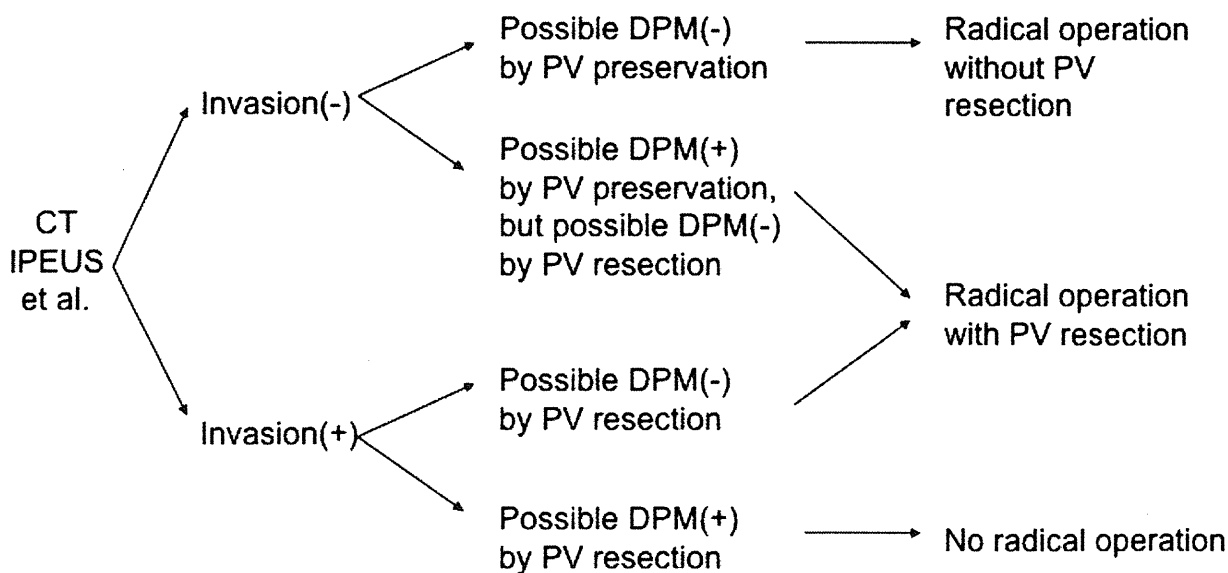 CT
IPEUS
et al.
Invasion(-)
Invasion(+)
Possible DPM(-)
by PV preservation
Possible DPM(+)
by PV preservation,
but possible DPM(-)
by PV resection
Possible DPM(-)
by PV resection
Possible DPM(+)
by PV resection
Radical operation
without PV
resection
Radical operation
with PV resection
No radical operation